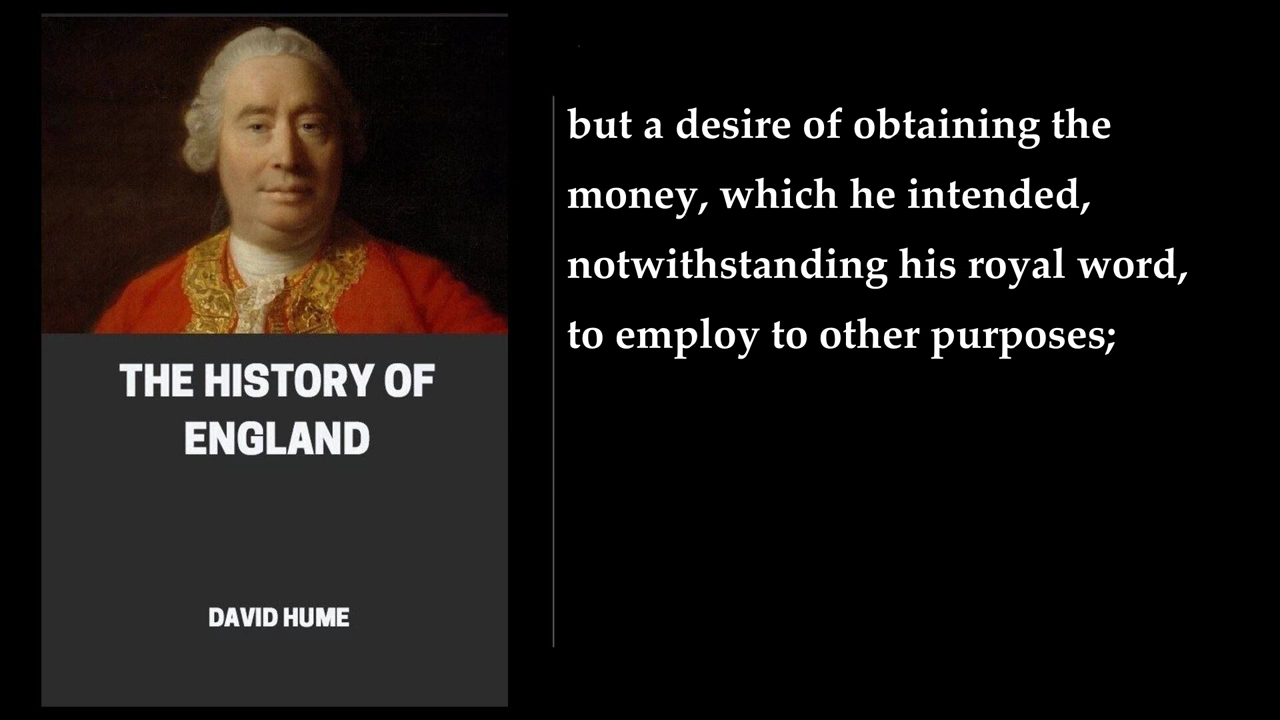 THE HISTORY OF
ENGLAND
DAVID HUME
but a desire of obtaining the
money, which he intended,
notwithstanding his royal word,
to employ to other purposes;